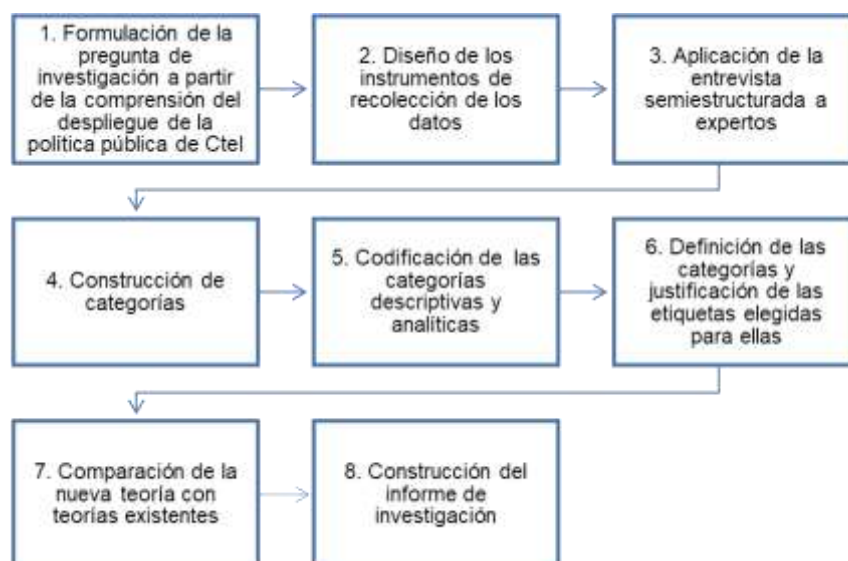 1. Formulación de la
pregunta de
investigación a partir
de la comprensión del
despliegue de la
política pública de CteI
2. Diseño de los
instrumentos de
recolección de los
datos
3. Aplicación de la
entrevista
semiestructurada a
expertos
4. Construcción de
categorías
5. Codificación de las
categorías
descriptivas y
analíticas
6. Definición de las
categorías y
justificación de las
etiquetas elegidas
para ellas
7. Comparación de la
nueva teoría con
teorías existentes
8. Construcción del
informe de
investigación